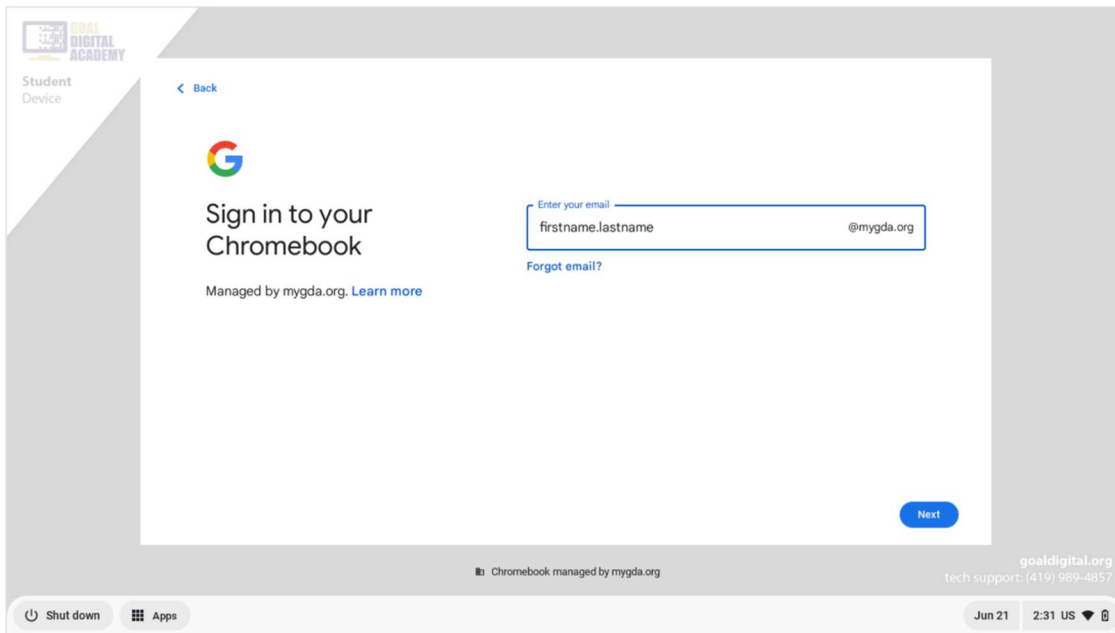 GOAL
DIGITAL
ACADEMY
Student
Device
Back
Sign in to your
Chromebook
Managed by mygda.org. Learn more
Enter your email
firstname.lastname @mygda.org
Forgot email?
Next
Chromebook managed by mygda.org
goaldigital.org
tech support: (419) 989-4857
Shut down Apps Jun 21 2:31 US